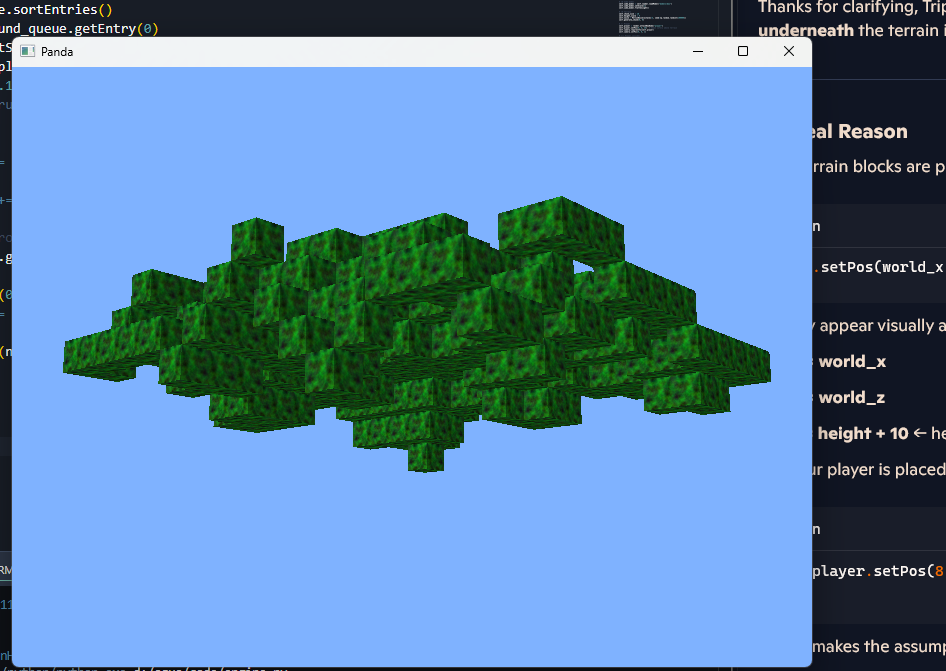 e.sortEntries()
und_queue.getEntry(0)
Thanks for clarifying, Trip
underneath the terrain i
Panda
eal Reason
rrain blocks are p
n
.setPos(world_x
y appear visually a
world_x
world_z
height + 10 ← he
ur player is placed
n
player.setPos(8
makes the assump